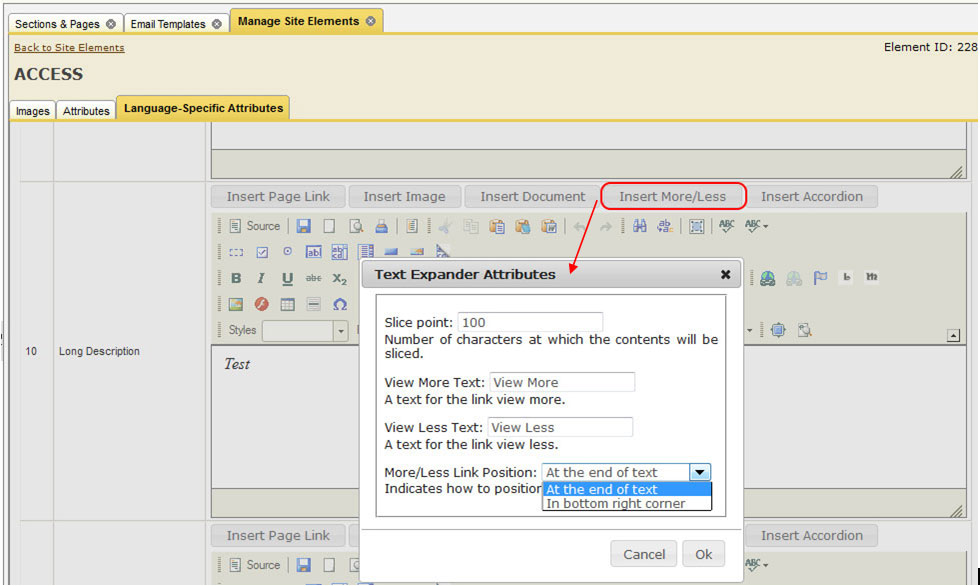 Sections & Pages Email Templates Manage Site Elements
Back to Site Elements Element ID: 228
ACCESS
Images Attributes Language-Specific Attributes
Insert Page Link Insert Image Insert Document Insert More/Less Insert Accordion
Source ABC ABC
B I U abc X2
Styles
Text Expander Attributes
10 Long Description
Test
Slice point: 100
Number of characters at which the contents will be
sliced.
View More Text: View More
A text for the link view more.
View Less Text: View Less
A text for the link view less.
More/Less Link Position: At the end of text
Indicates how to position
At the end of text
In bottom right corner
Cancel Ok
Insert Page Link Insert Accordion
Source ABC